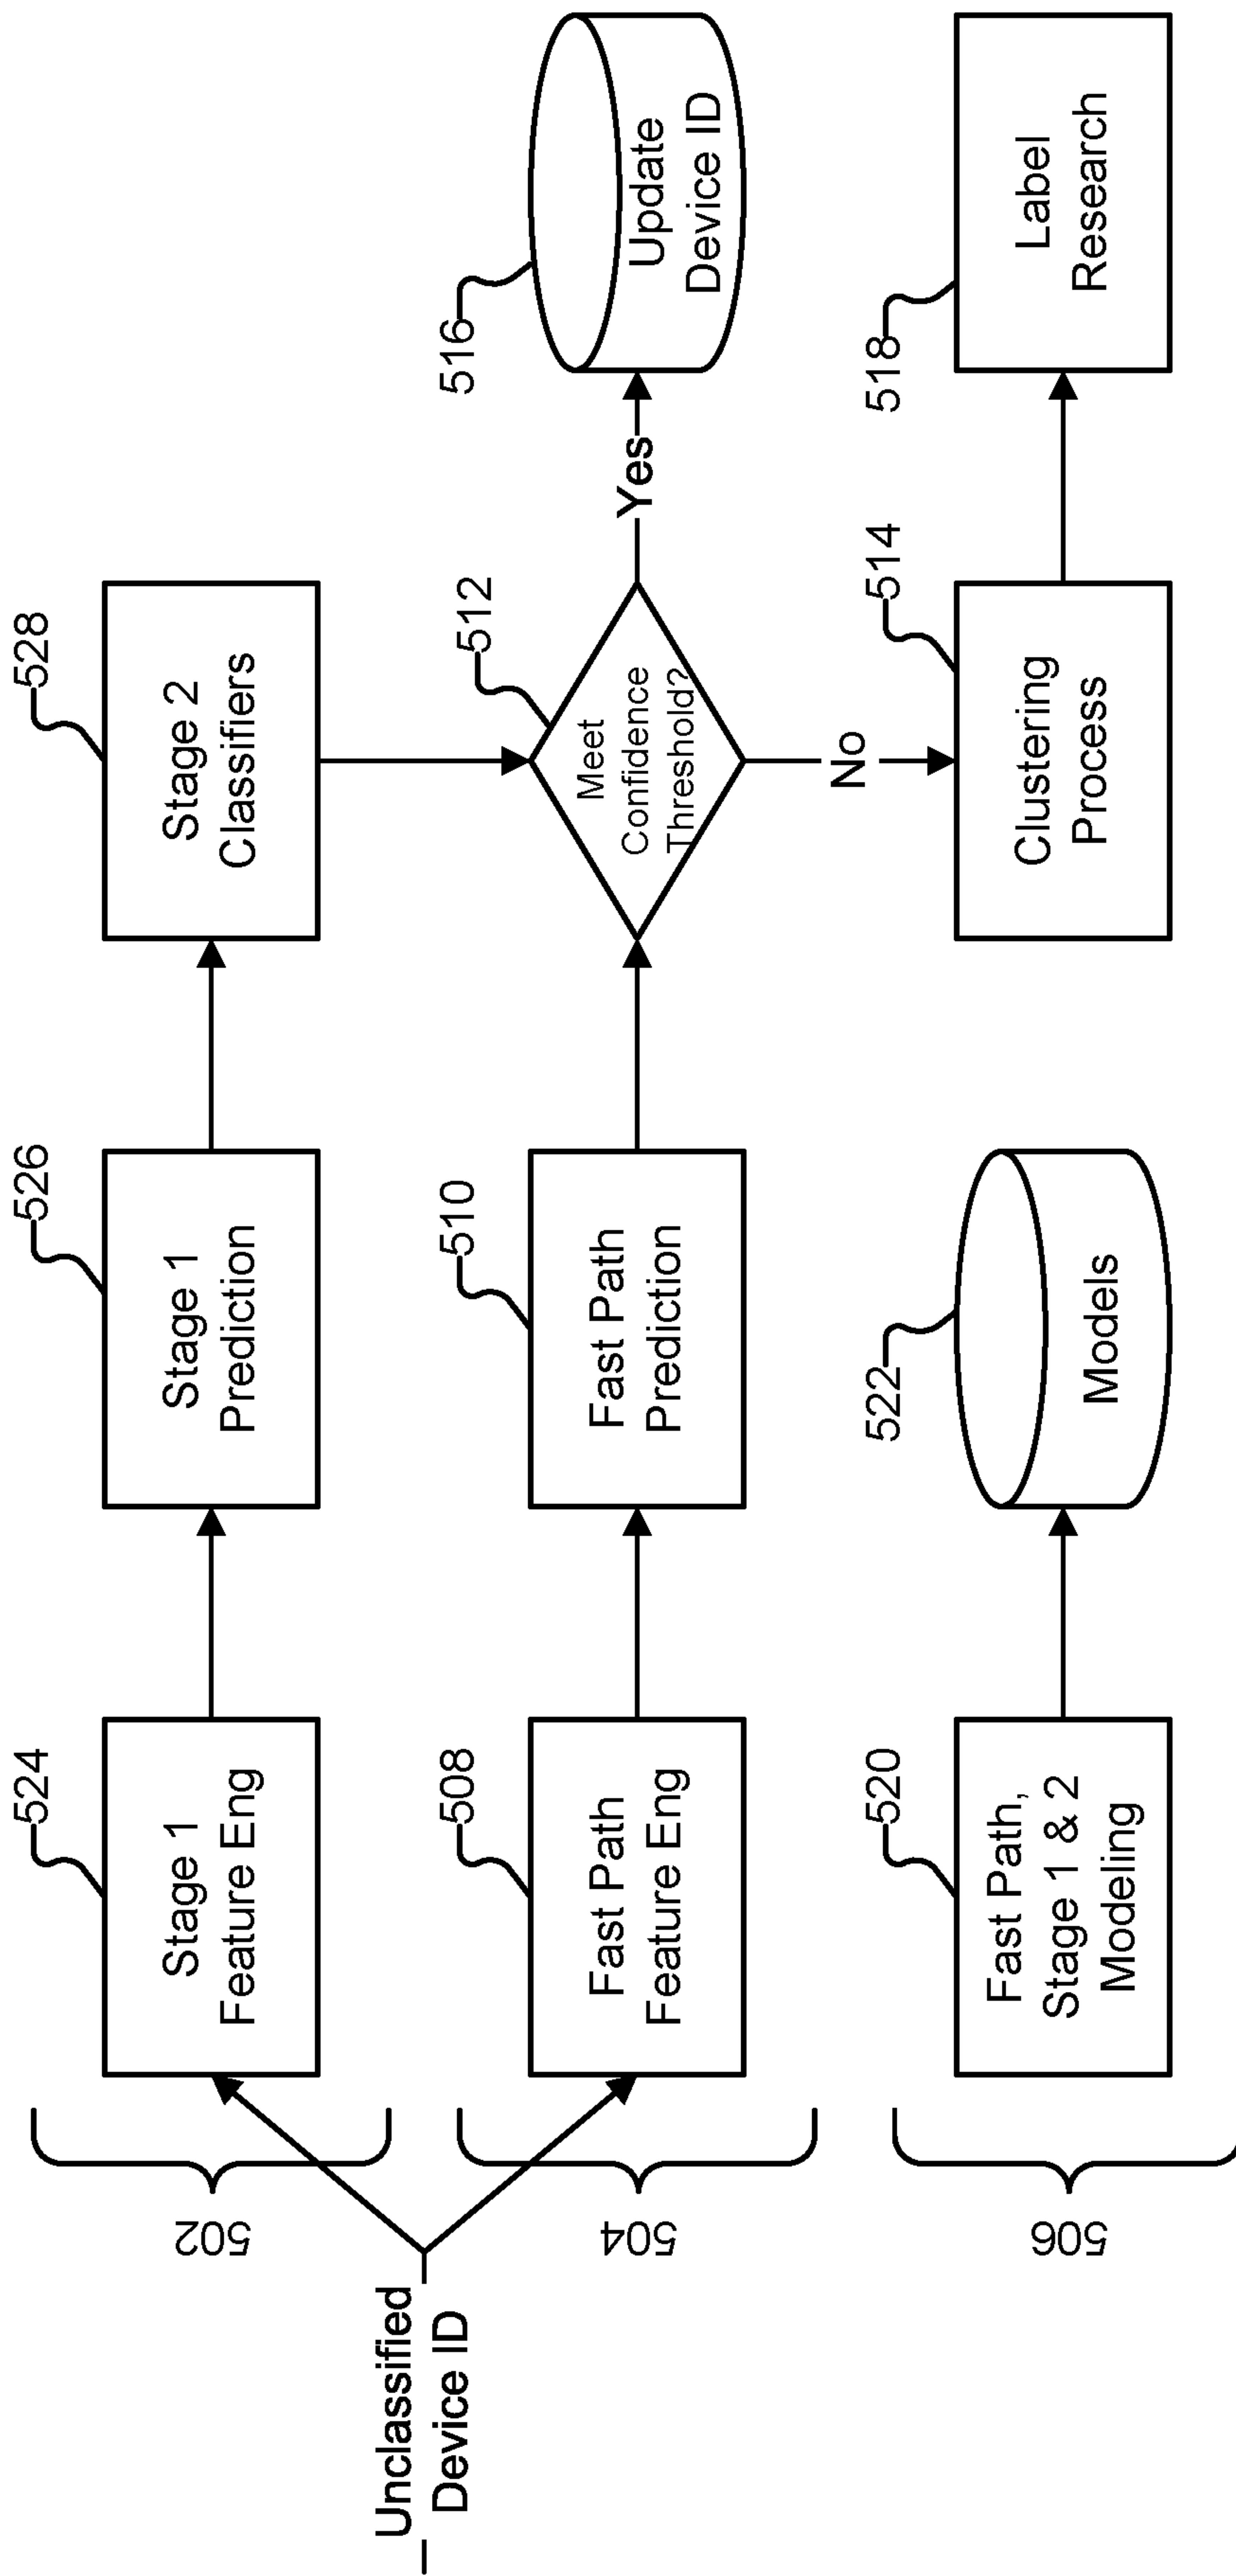 Unclassified
Device ID
502
524
Stage 1
Feature Eng
526
Stage 1
Prediction
528
Stage 2
Classifiers
504
508
Fast Path
Feature Eng
510
Fast Path
Prediction
512
Meet
Confidence
Threshold?
Yes
516
Update
Device ID
No
506
520
Fast Path,
Stage 1 & 2
Modeling
522
Models
514
Clustering
Process
518
Label
Research